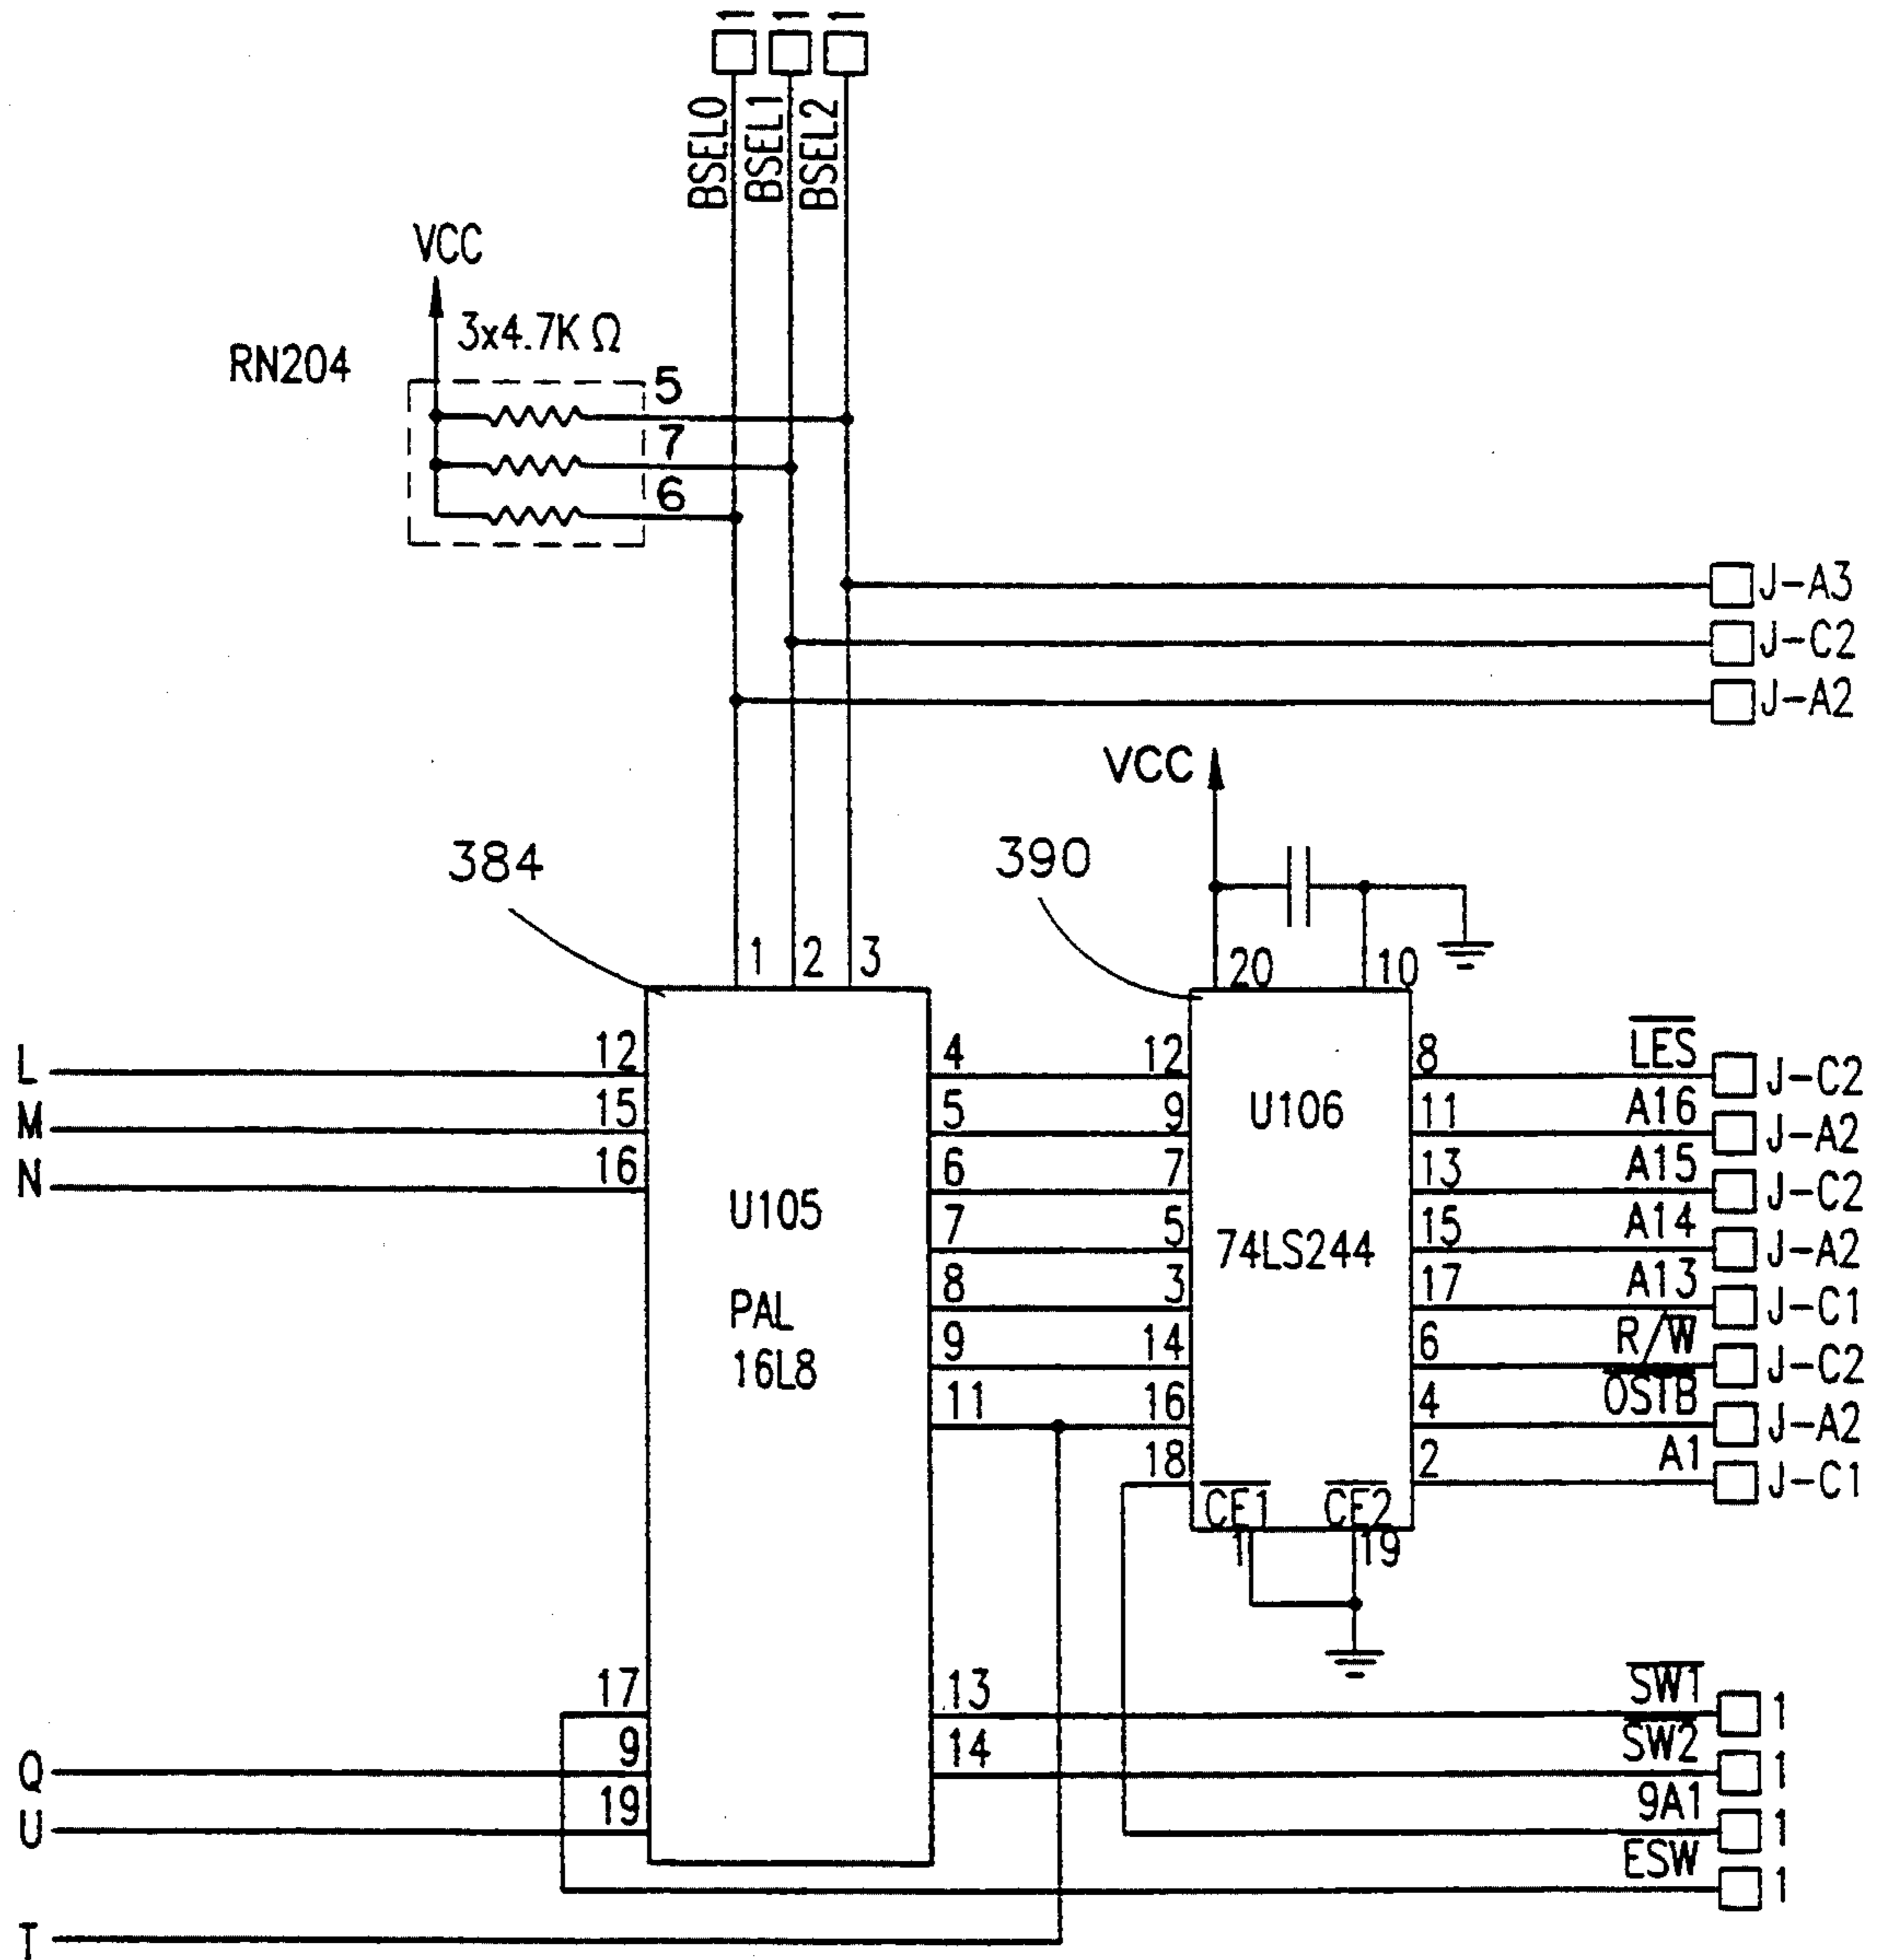 1 1 1
BSEL0
BSEL1
BSEL2
VCC
3x4.7K Ω
RN204
5
7
6
J-A3
J-C2
J-A2
VCC
384
390
1 2 3
20 10
L 12 4 12 8 LES J-C2
M 15 5 9 11 A16 J-A2
N 16 6 7 13 A15 J-C2
7 5 15 A14 J-A2
8 3 17 A13 J-C1
9 14 6 R/W J-C2
11 16 4 OSTB J-A2
18 2 A1 J-C1
U105
PAL
16L8
U106
74LS244
CE1 CE2
1 19
17 13 SW1 1
Q 9 14 SW2 1
U 19 9A1 1
ESW 1